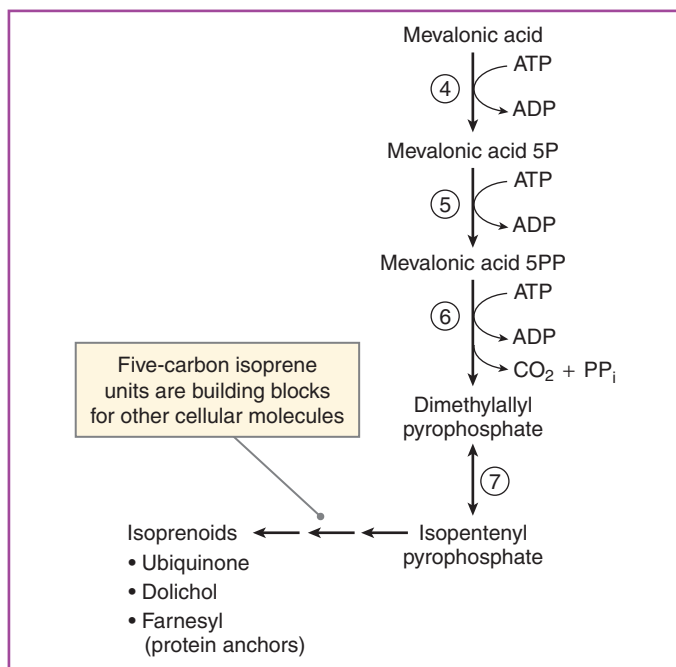 Mevalonic acid
ATP
④
ADP
Mevalonic acid 5P
ATP
⑤
ADP
Mevalonic acid 5PP
ATP
⑥
ADP
CO₂ + PPᵢ
Five-carbon isoprene
units are building blocks
for other cellular molecules
Dimethylallyl
pyrophosphate
⑦
Isoprenoids
• Ubiquinone
• Dolichol
• Farnesyl
(protein anchors)
Isopentenyl
pyrophosphate